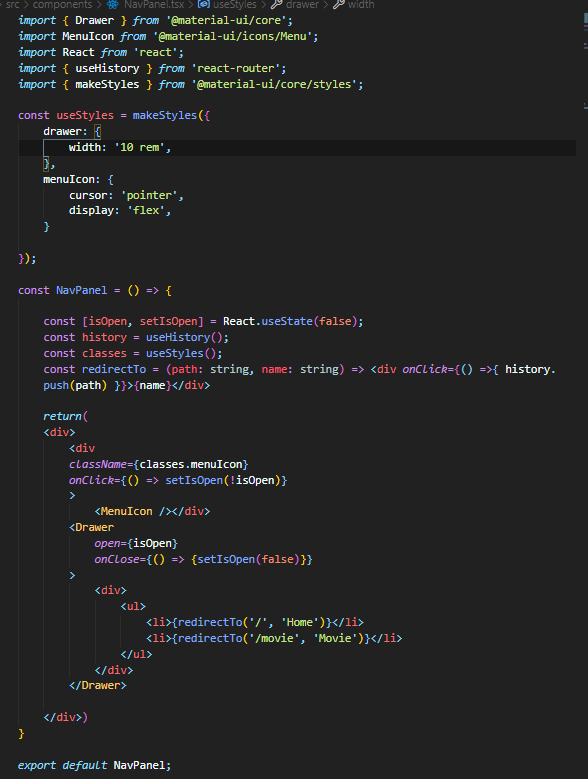 src > components > NavPanel.tsx > useStyles > drawer > width
import { Drawer } from '@material-ui/core';
import MenuIcon from '@material-ui/icons/Menu';
import React from 'react';
import { useHistory } from 'react-router';
import { makeStyles } from '@material-ui/core/styles';
const useStyles = makeStyles({
    drawer: {
        width: '10 rem',
    },
    menuIcon: {
        cursor: 'pointer',
        display: 'flex',
    }
});
const NavPanel = () => {
    const [isOpen, setIsOpen] = React.useState(false);
    const history = useHistory();
    const classes = useStyles();
    const redirectTo = (path: string, name: string) => <div onClick={() =>{ history.
    push(path) }}>{name}</div>
    return(
    <div>
        <div
        className={classes.menuIcon}
        onClick={() => setIsOpen(!isOpen)}
        >
            <MenuIcon /></div>
        <Drawer
            open={isOpen}
            onClose={() => {setIsOpen(false)}}
        >
            <div>
                <ul>
                    <li>{redirectTo('/', 'Home')}</li>
                    <li>{redirectTo('/movie', 'Movie')}</li>
                </ul>
            </div>
        </Drawer>
    </div>)
}
export default NavPanel;